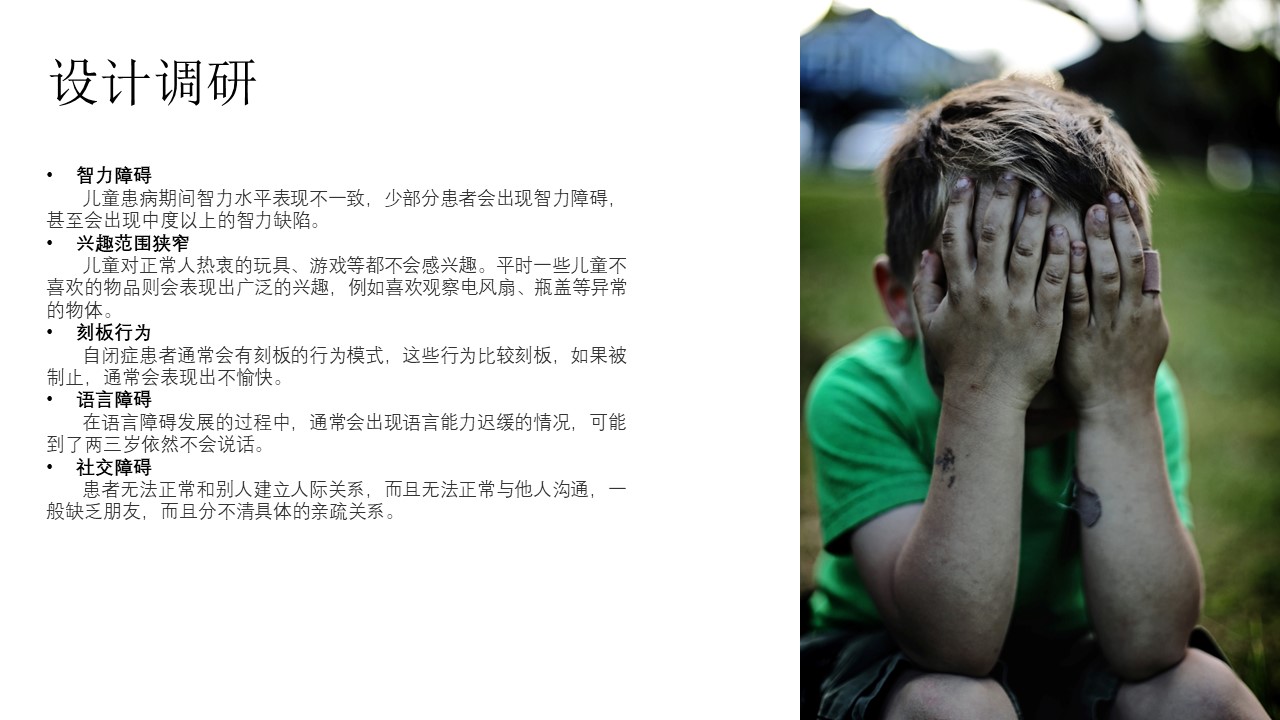 设计调研
• 智力障碍
儿童患病期间智力水平表现不一致，少部分患者会出现智力障碍，
甚至会出现中度以上的智力缺陷。
• 兴趣范围狭窄
儿童对正常人热衷的玩具、游戏等都不会感兴趣。平时一些儿童不
喜欢的物品则会表现出广泛的兴趣，例如喜欢观察电风扇、瓶盖等异常
的物体。
• 刻板行为
自闭症患者通常会有刻板的行为模式，这些行为比较刻板，如果被
制止，通常会表现出不愉快。
• 语言障碍
在语言障碍发展的过程中，通常会出现语言能力迟缓的情况，可能
到了两三岁依然不会说话。
• 社交障碍
患者无法正常和别人建立人际关系，而且无法正常与他人沟通，一
般缺乏朋友，而且分不清具体的亲疏关系。